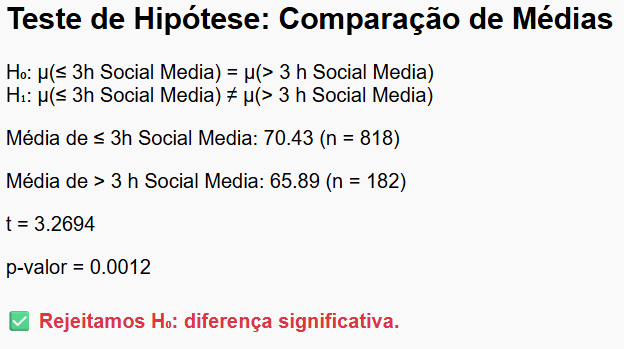 Teste de Hipótese: Comparação de Médias
H₀: μ(≤ 3h Social Media) = μ(> 3 h Social Media)
H₁: μ(≤ 3h Social Media) ≠ μ(> 3 h Social Media)
Média de ≤ 3h Social Media: 70.43 (n = 818)
Média de > 3 h Social Media: 65.89 (n = 182)
t = 3.2694
p-valor = 0.0012
✅ Rejeitamos H₀: diferença significativa.